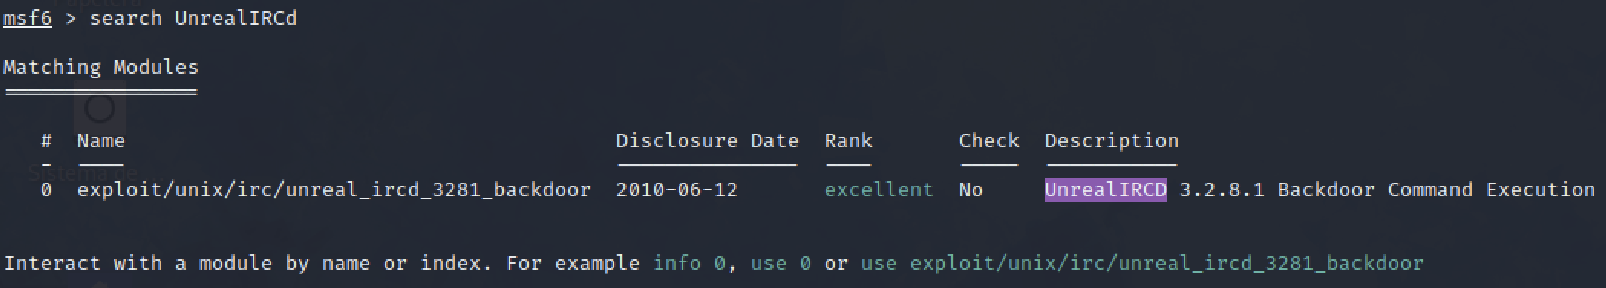 msf6 > search UnrealIRCd
Matching Modules
================
# Name Disclosure Date Rank Check Description
- ---- --------------- ---- ----- -----------
0 exploit/unix/irc/unreal_ircd_3281_backdoor 2010-06-12 excellent No UnrealIRCD 3.2.8.1 Backdoor Command Execution
Interact with a module by name or index. For example info 0, use 0 or use exploit/unix/irc/unreal_ircd_3281_backdoor